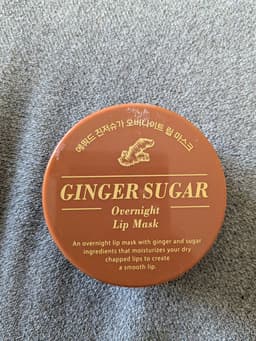 에뛰드 진저슈가 오버나이트 립 마스크
GINGER SUGAR
Overnight
Lip Mask
An overnight lip mask with ginger and sugar
ingredients that moisturizes your dry
chapped lips to create
a smooth lip.